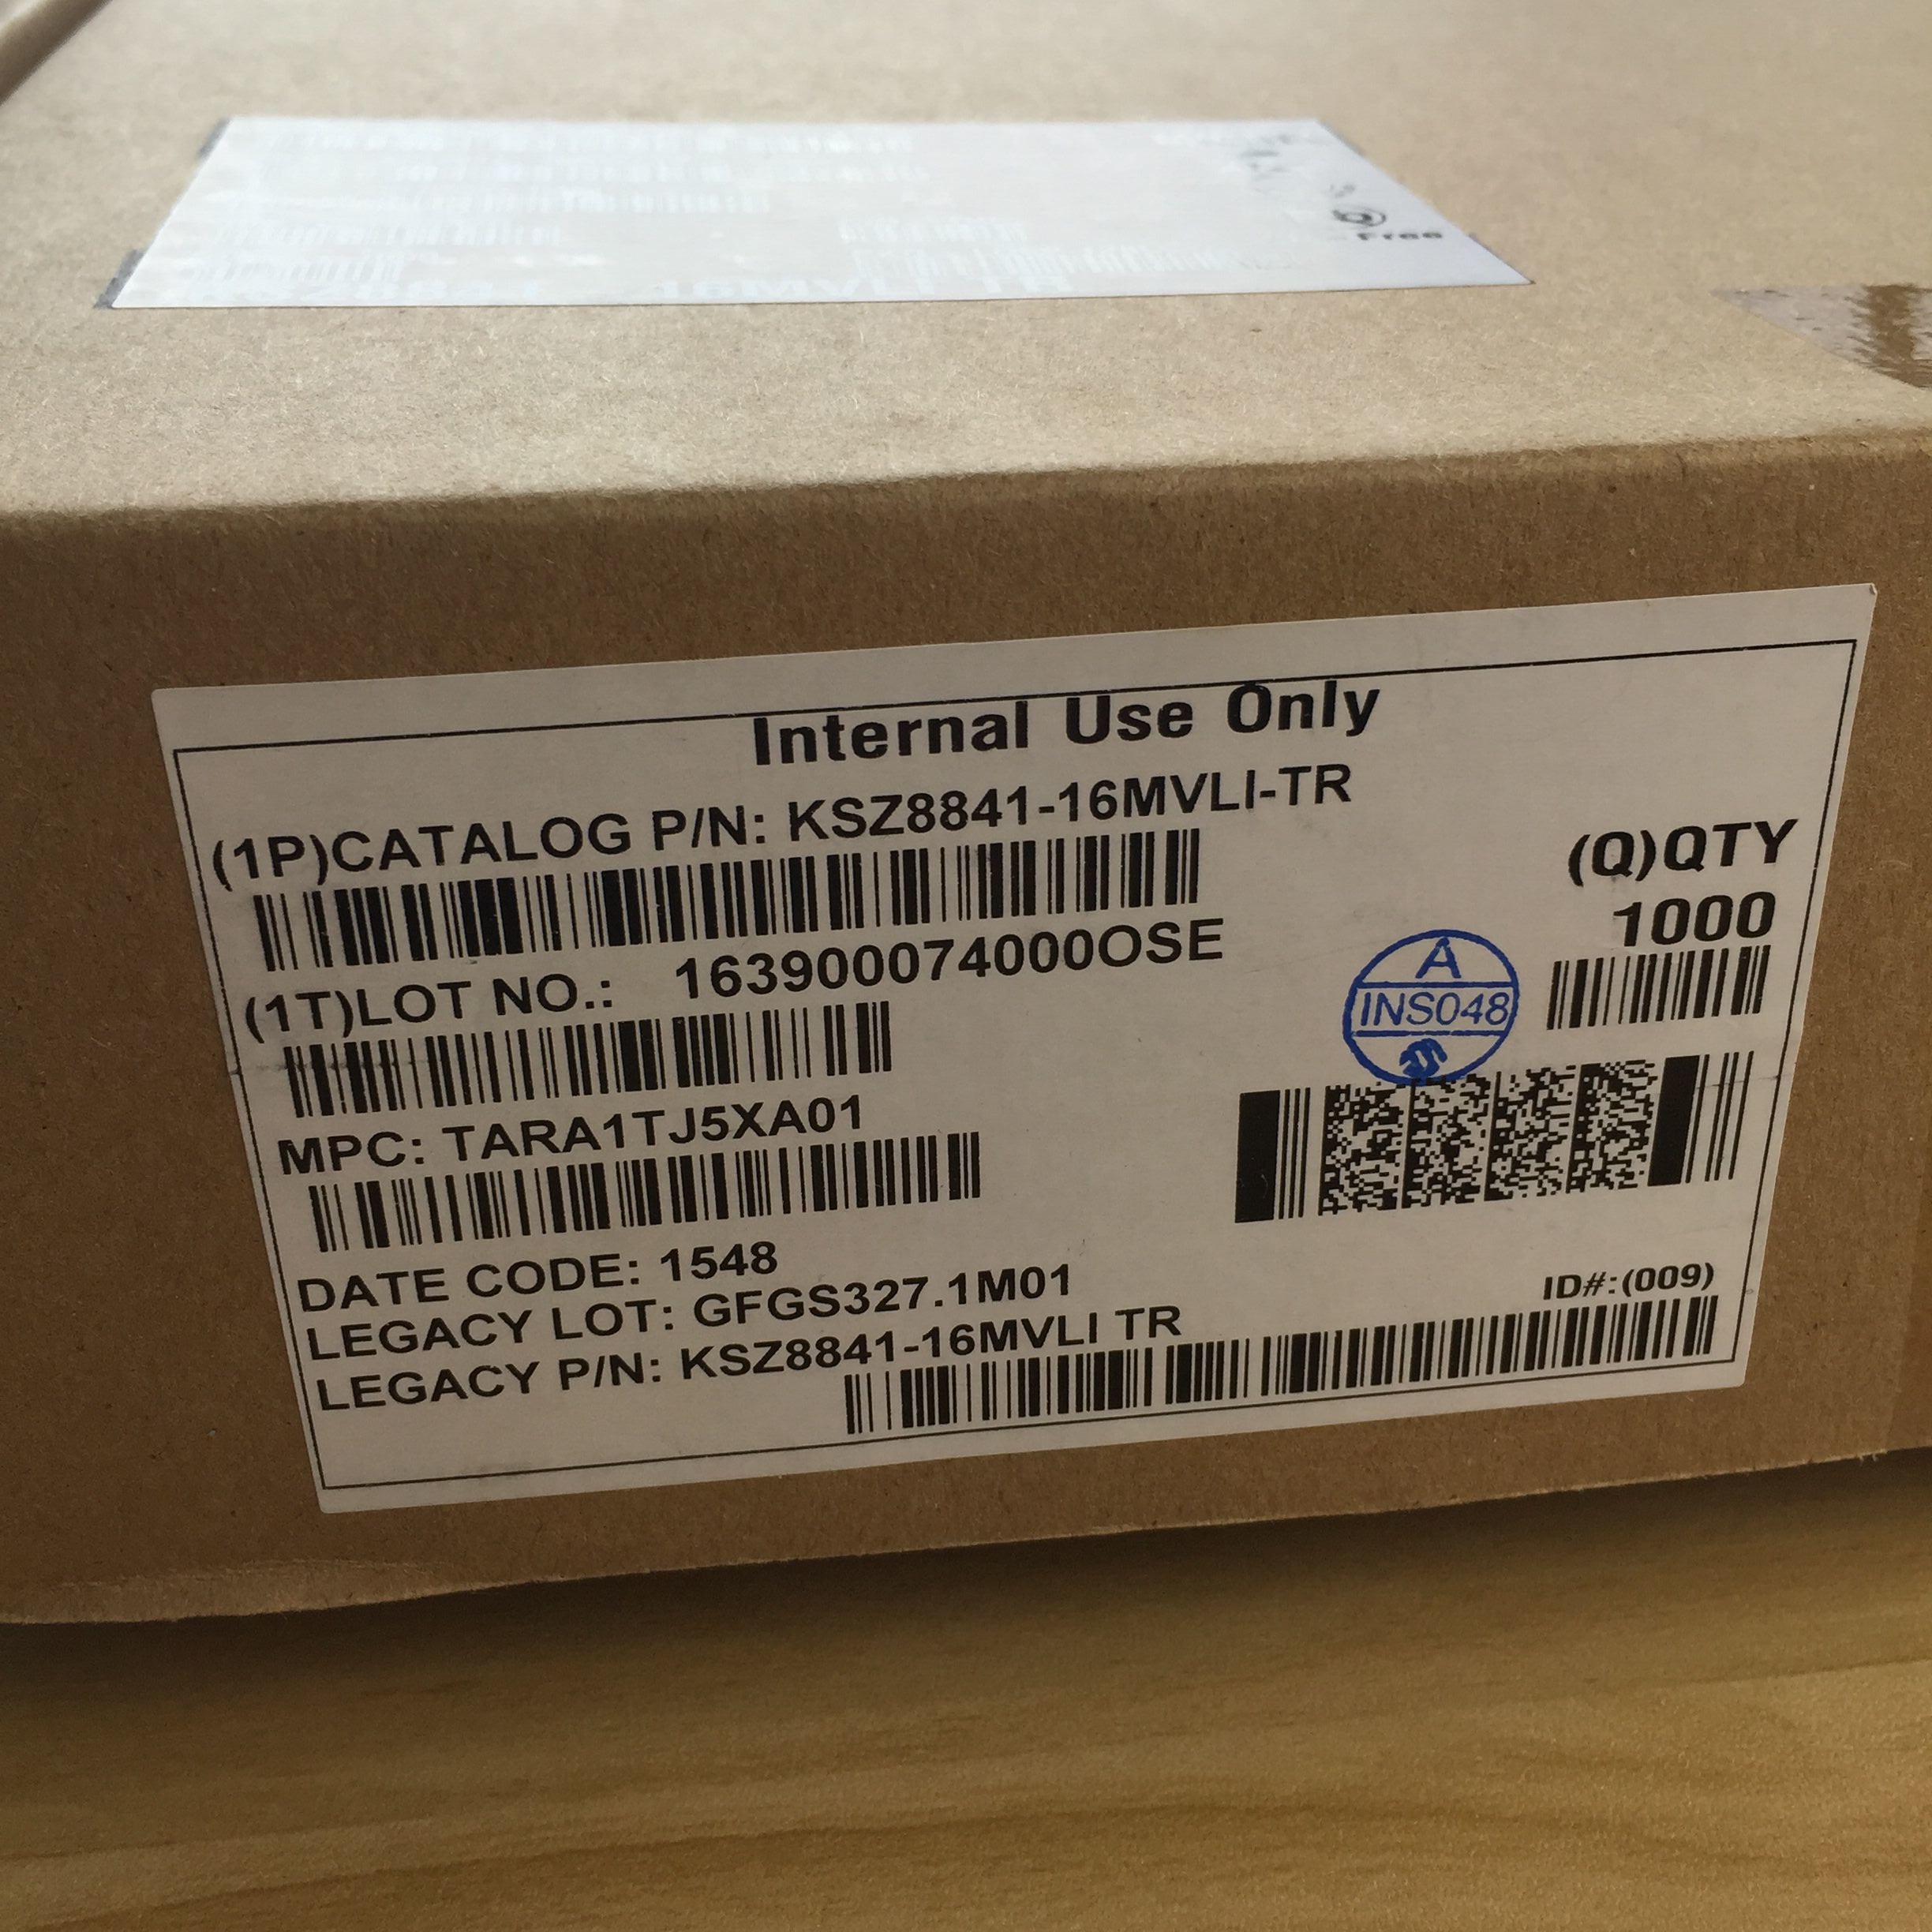 Free
Internal Use Only
(1P)CATALOG P/N: KSZ8841-16MVLI-TR
(Q)QTY
1000
(1T)LOT NO.: 163900074000OSE
A
INS048
MPC: TARA1TJ5XA01
DATE CODE: 1548
LEGACY LOT: GFGS327.1M01
ID#:(009)
LEGACY P/N: KSZ8841-16MVLI TR